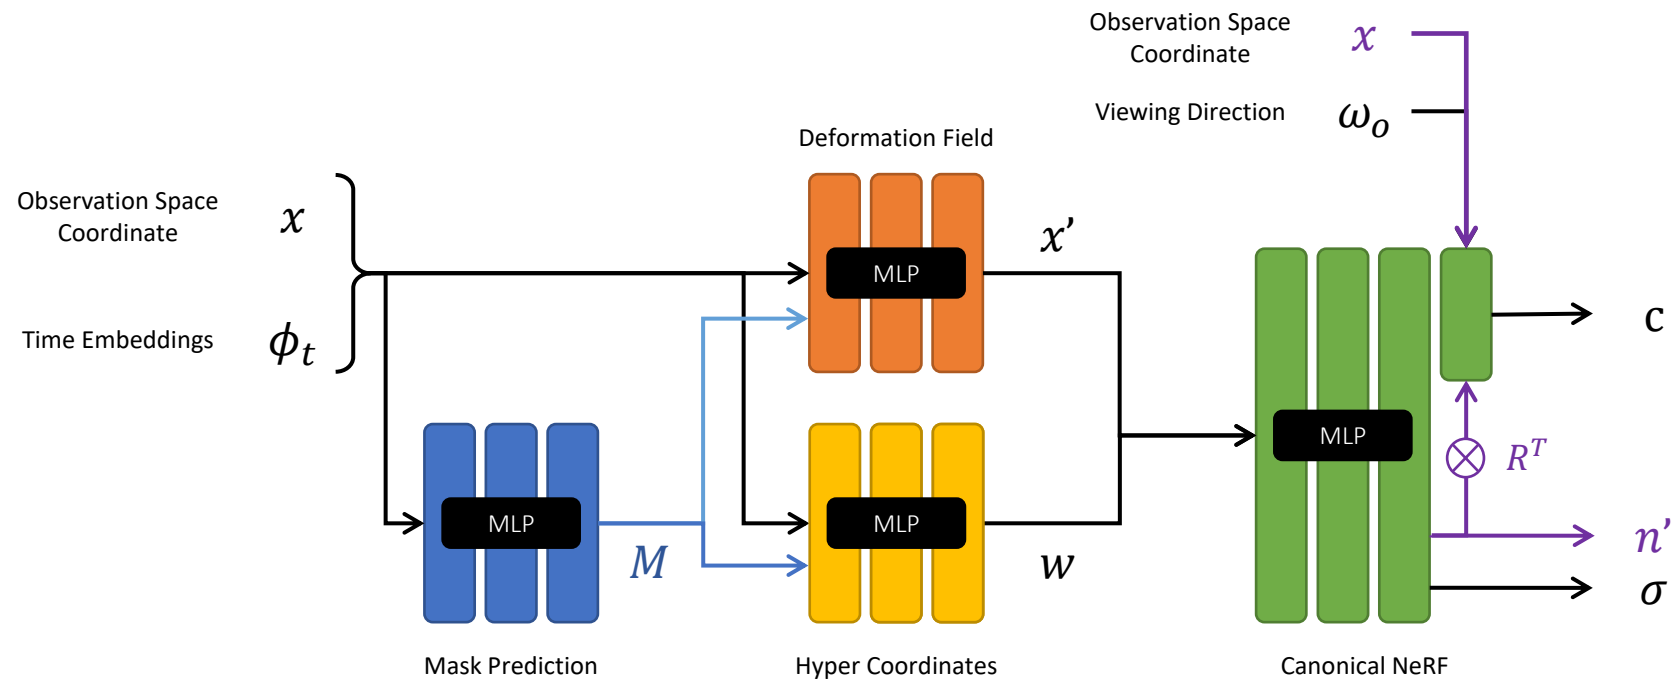 Observation Space
Coordinate
x
Viewing Direction
ωₒ
Deformation Field
Observation Space
Coordinate
x
Time Embeddings
ϕₜ
MLP
x’
MLP
M
MLP
w
MLP
Rᵀ
c
n’
σ
Mask Prediction
Hyper Coordinates
Canonical NeRF